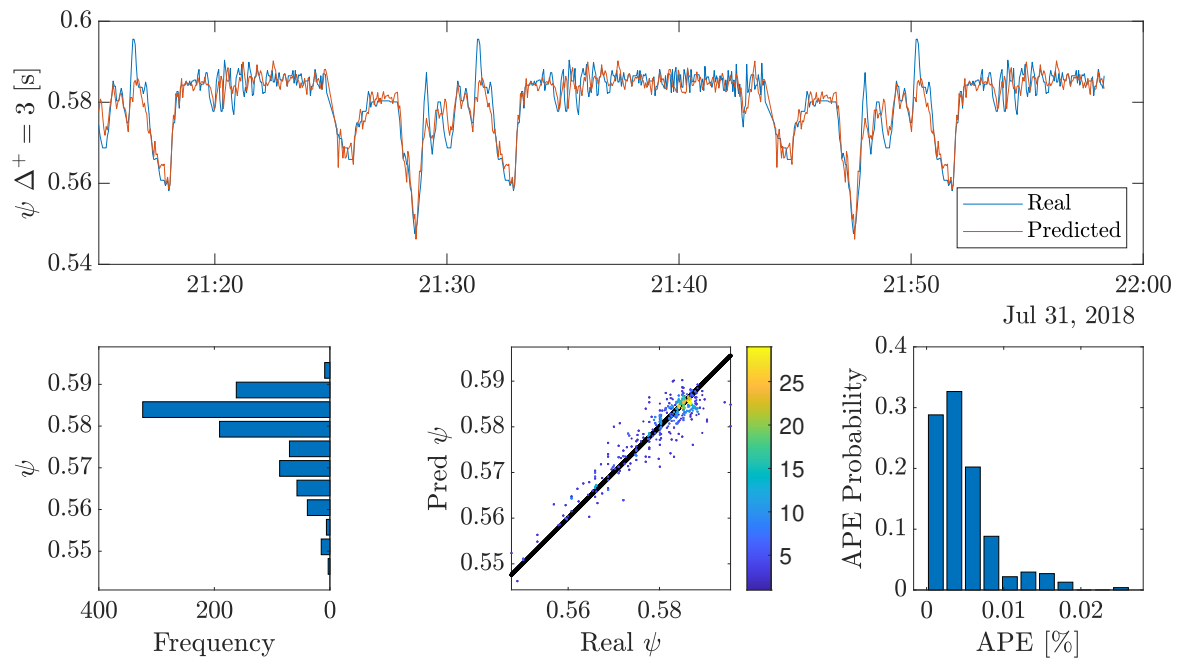 ψ Δ⁺ = 3 [s]
0.6
0.58
0.56
0.54
Real
Predicted
21:20 21:30 21:40 21:50 22:00
Jul 31, 2018
ψ
0.59
0.58
0.57
0.56
0.55
400 200 0
Frequency
Pred ψ
0.59
0.58
0.57
0.56
0.55
0.56 0.58
Real ψ
25
20
15
10
5
APE Probability
0.4
0.3
0.2
0.1
0
0 0.01 0.02
APE [%]